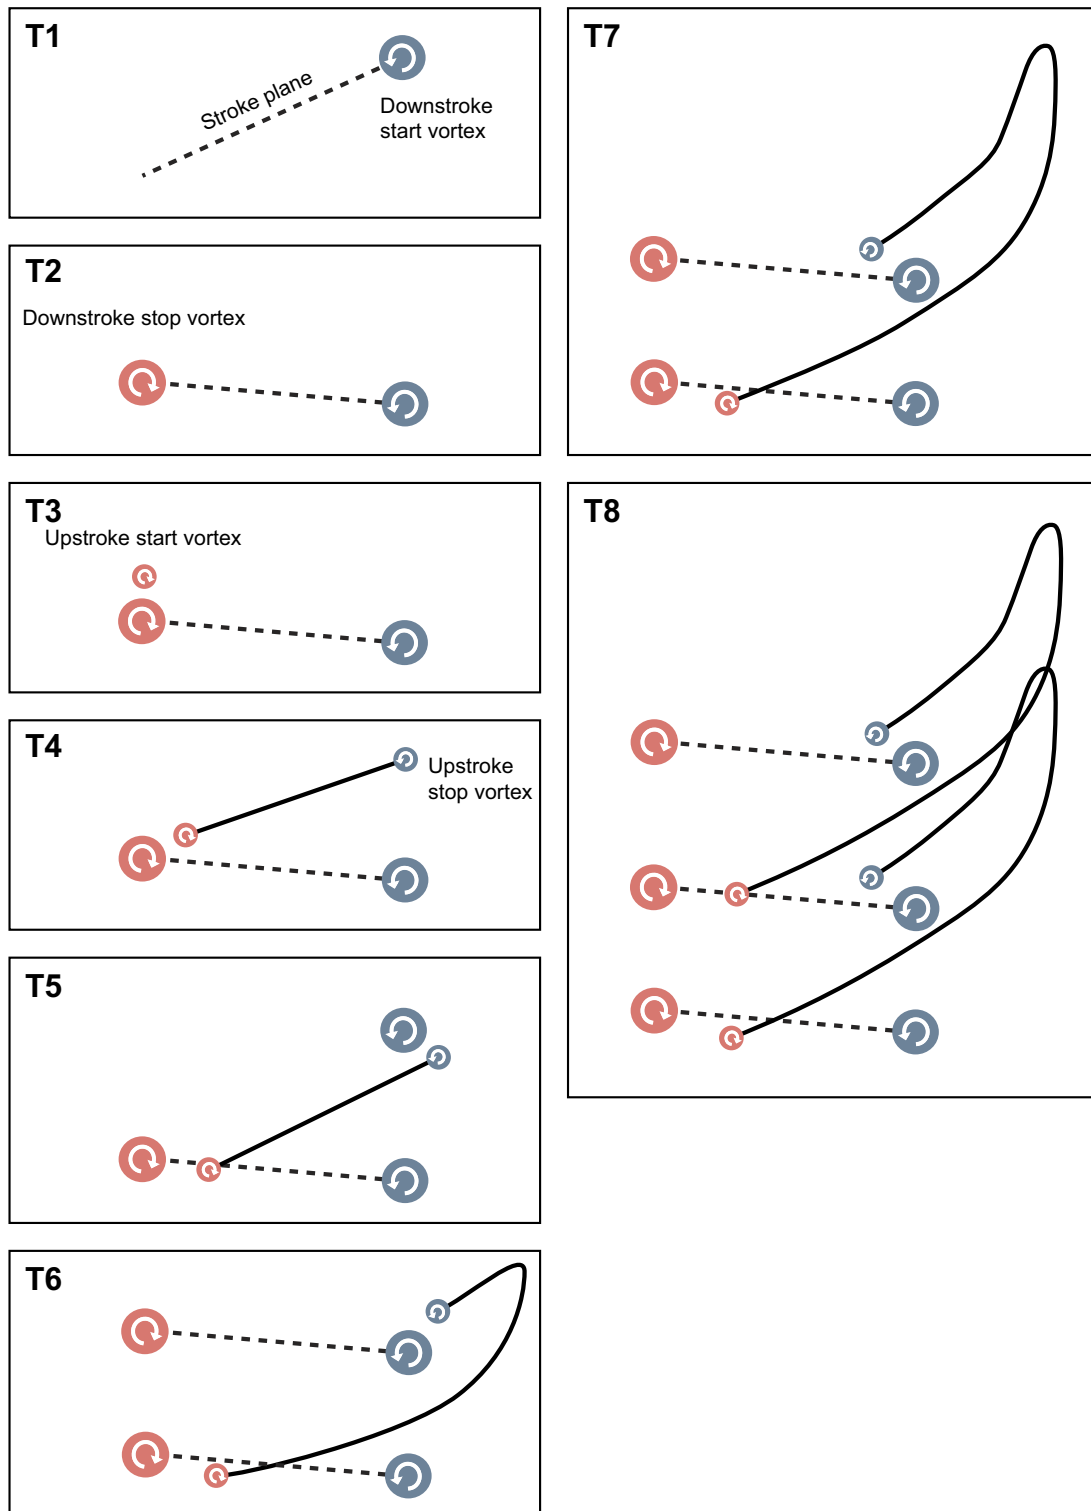 T1
Stroke plane
Downstroke
start vortex
T2
Downstroke stop vortex
T3
Upstroke start vortex
T4
Upstroke
stop vortex
T5
T6
T7
T8